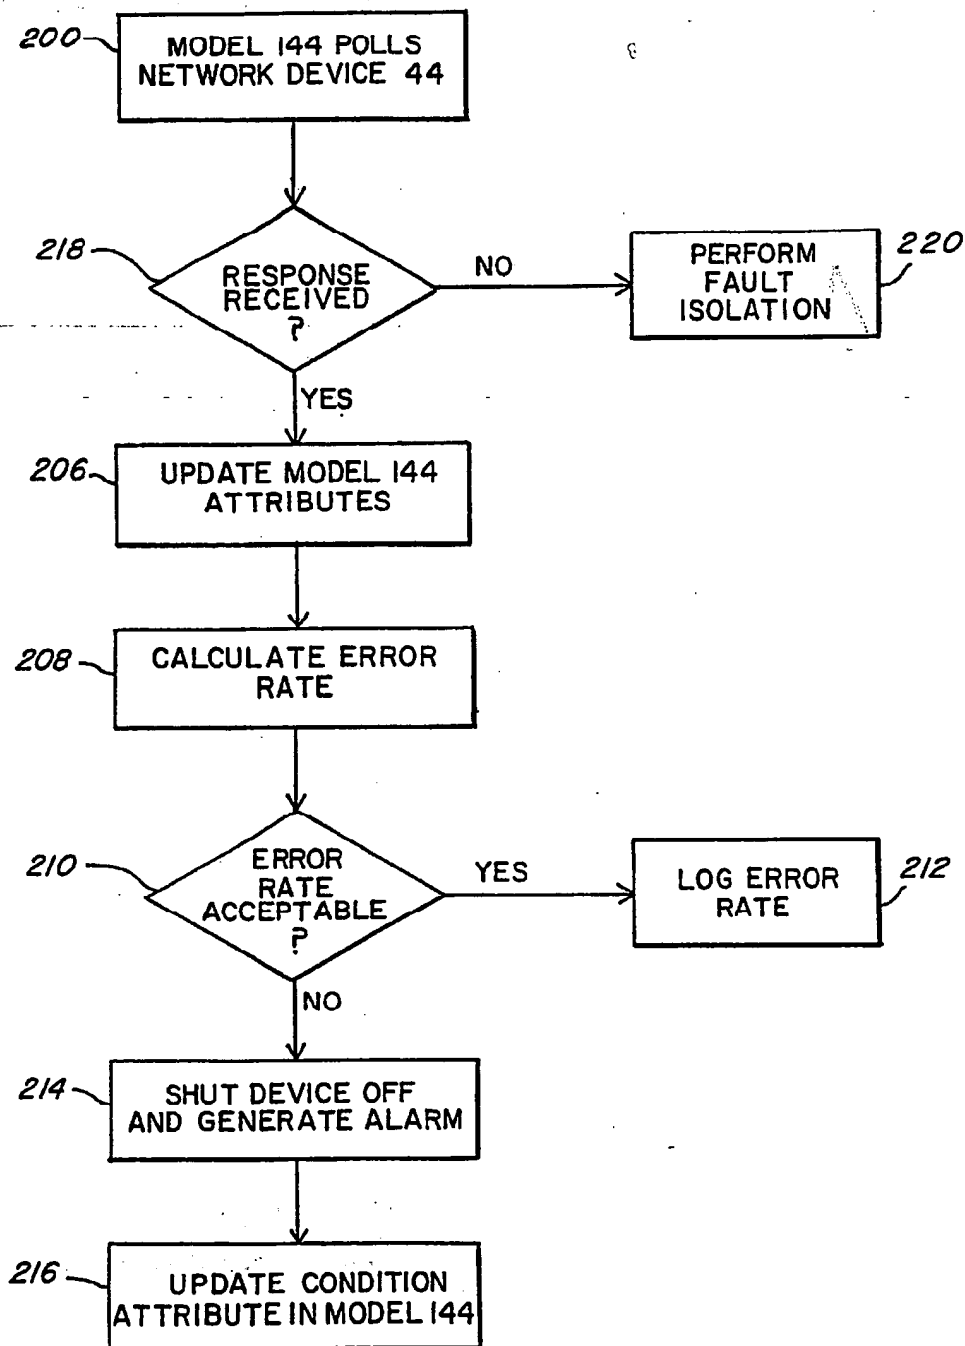 200
MODEL 144 POLLS
NETWORK DEVICE 44
218
RESPONSE
RECEIVED
?
NO
PERFORM
FAULT
ISOLATION
220
YES
206
UPDATE MODEL 144
ATTRIBUTES
208
CALCULATE ERROR
RATE
210
ERROR
RATE
ACCEPTABLE
?
YES
LOG ERROR
RATE
212
NO
214
SHUT DEVICE OFF
AND GENERATE ALARM
216
UPDATE CONDITION
ATTRIBUTE IN MODEL 144